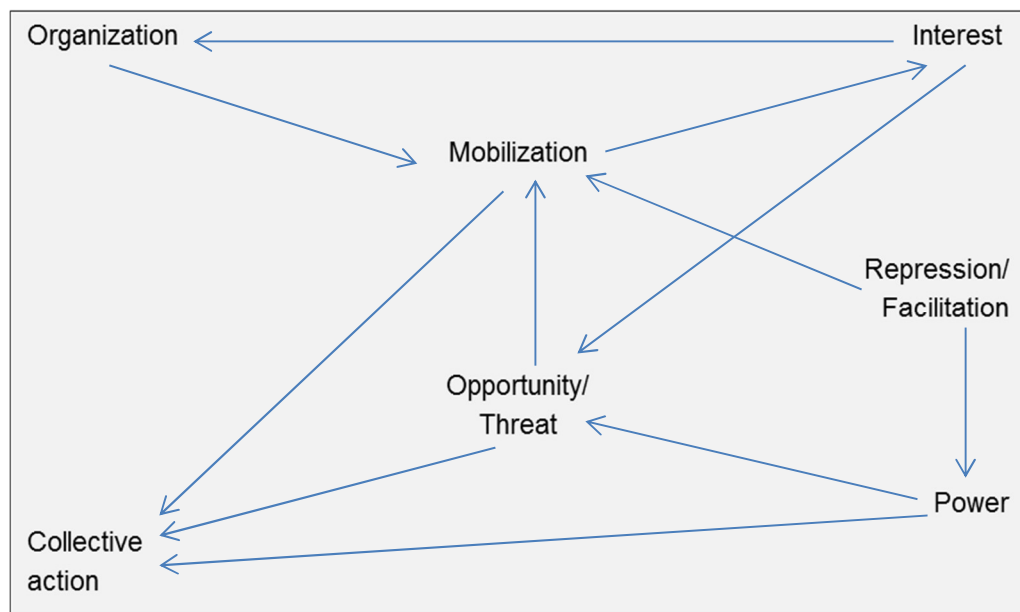 Organization
Interest
Mobilization
Repression/
Facilitation
Opportunity/
Threat
Power
Collective
action